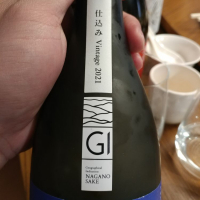 仕込み Vintage 2021
GI
Geographical
Indication
NAGANO
SAKE